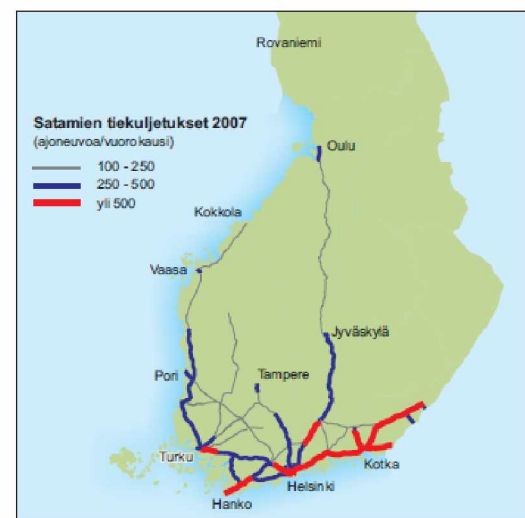 Rovaniemi
Satamien tiekuljetukset 2007
(ajoneuvoa/vuorokausi)
100 - 250
250 - 500
yli 500
Oulu
Kokkola
Vaasa
Jyväskylä
Pori
Tampere
Turku
Kotka
Helsinki
Hanko